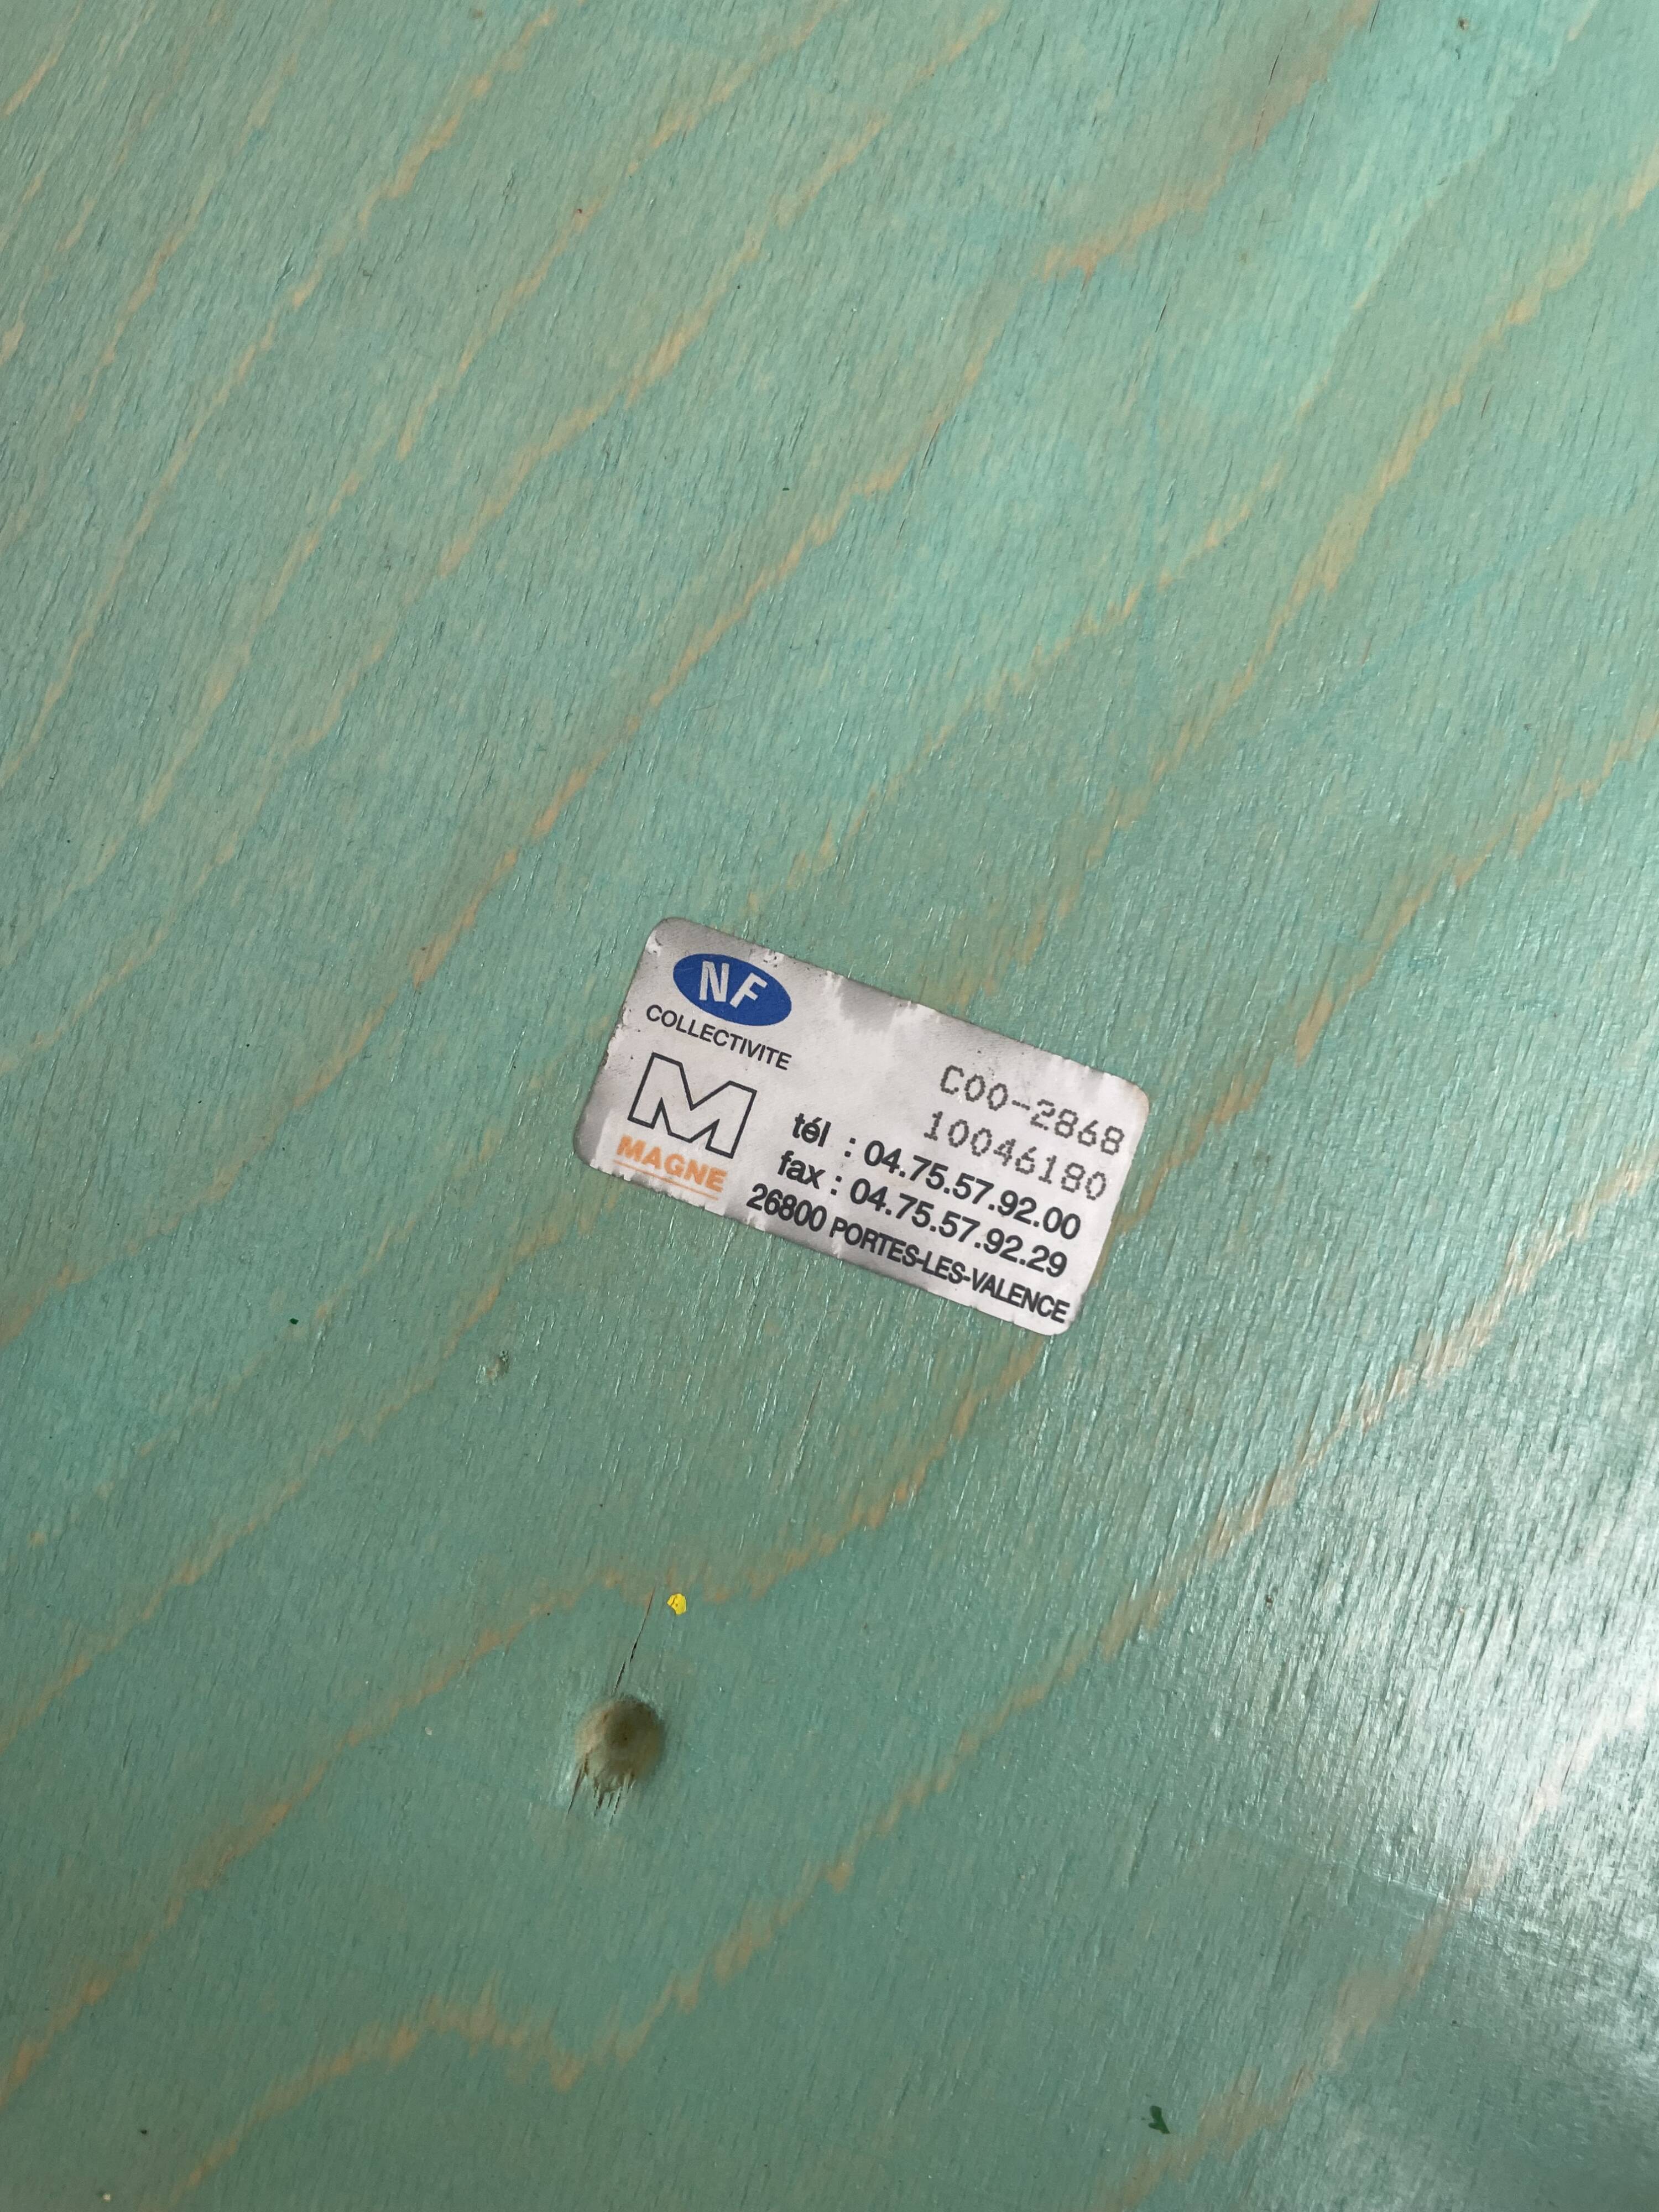 NF
COLLECTIVITE
M
MAGNE
C00-2868
10046180
tél : 04.75.57.92.00
fax : 04.75.57.92.29
26800 PORTES-LES-VALENCE